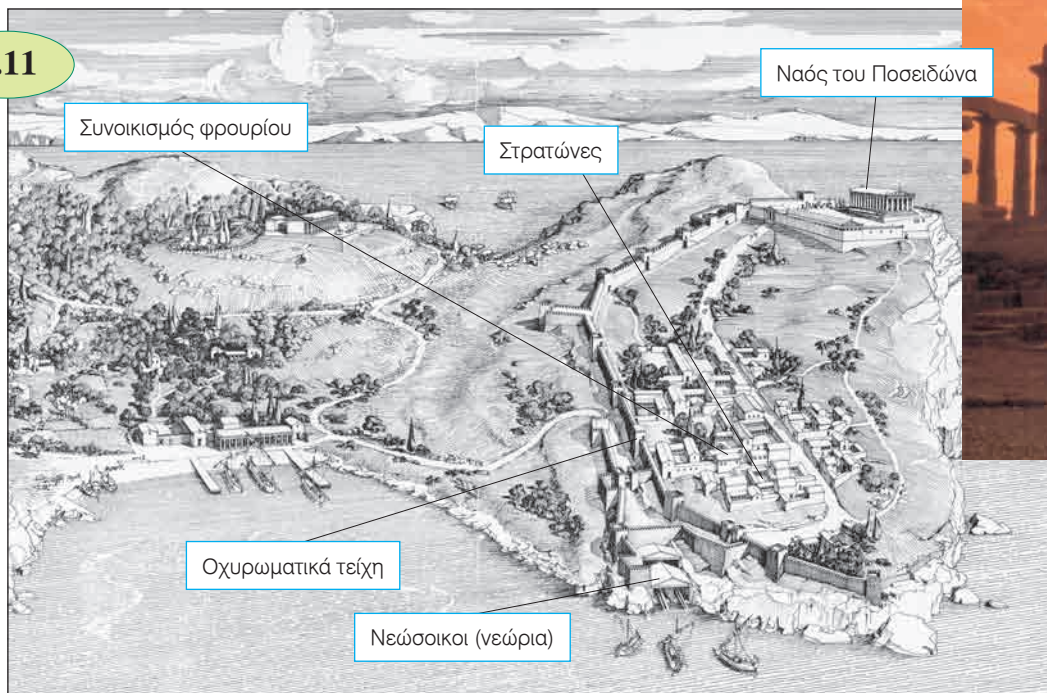 .11
Ναός του Ποσειδώνα
Συνοικισμός φρουρίου
Στρατώνες
Οχυρωματικά τείχη
Νεώσοικοι (νεώρια)